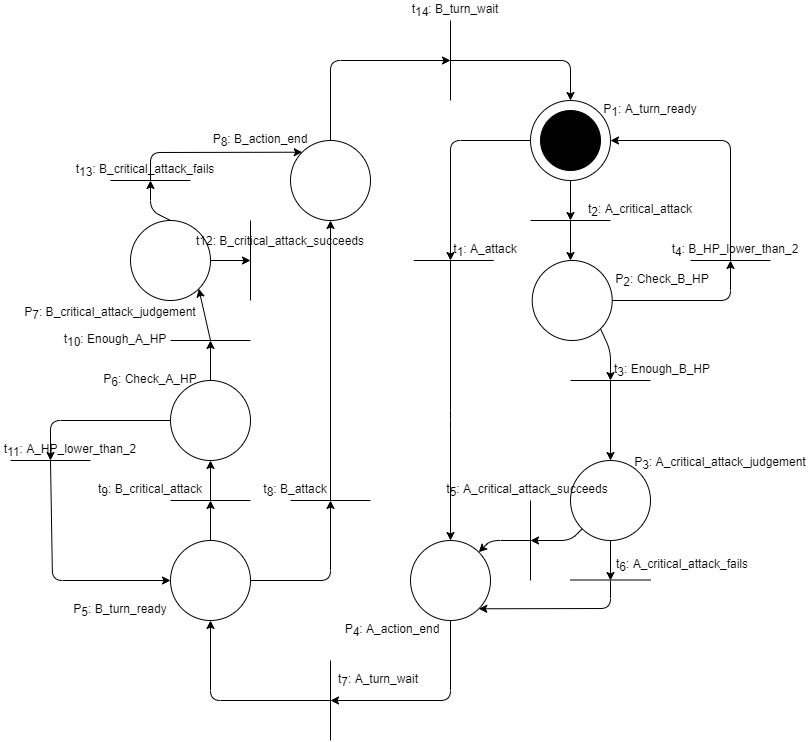 t14: B_turn_wait
P1: A_turn_ready
P8: B_action_end
t13: B_critical_attack_fails
t2: A_critical_attack
t12: B_critical_attack_succeeds
t1: A_attack
t4: B_HP_lower_than_2
P2: Check_B_HP
P7: B_critical_attack_judgement
t10: Enough_A_HP
t3: Enough_B_HP
P6: Check_A_HP
t11: A_HP_lower_than_2
P3: A_critical_attack_judgement
t9: B_critical_attack
t8: B_attack
t5: A_critical_attack_succeeds
t6: A_critical_attack_fails
P5: B_turn_ready
P4: A_action_end
t7: A_turn_wait